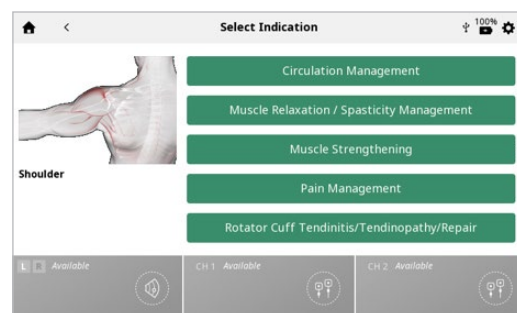 Select Indication
100%
Circulation Management
Muscle Relaxation / Spasticity Management
Muscle Strengthening
Shoulder
Pain Management
Rotator Cuff Tendinitis/Tendinopathy/Repair
L R Available
CH 1 Available
CH 2 Available